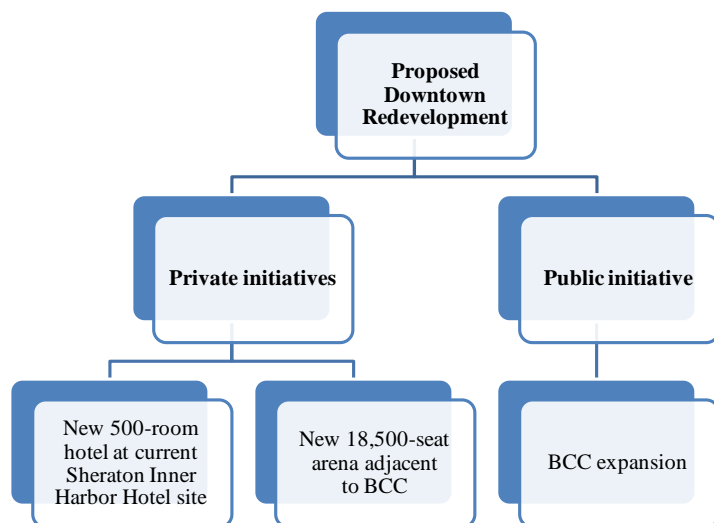 Proposed
Downtown
Redevelopment
Private initiatives
Public initiative
New 500-room
hotel at current
Sheraton Inner
Harbor Hotel site
New 18,500-seat
arena adjacent
to BCC
BCC expansion